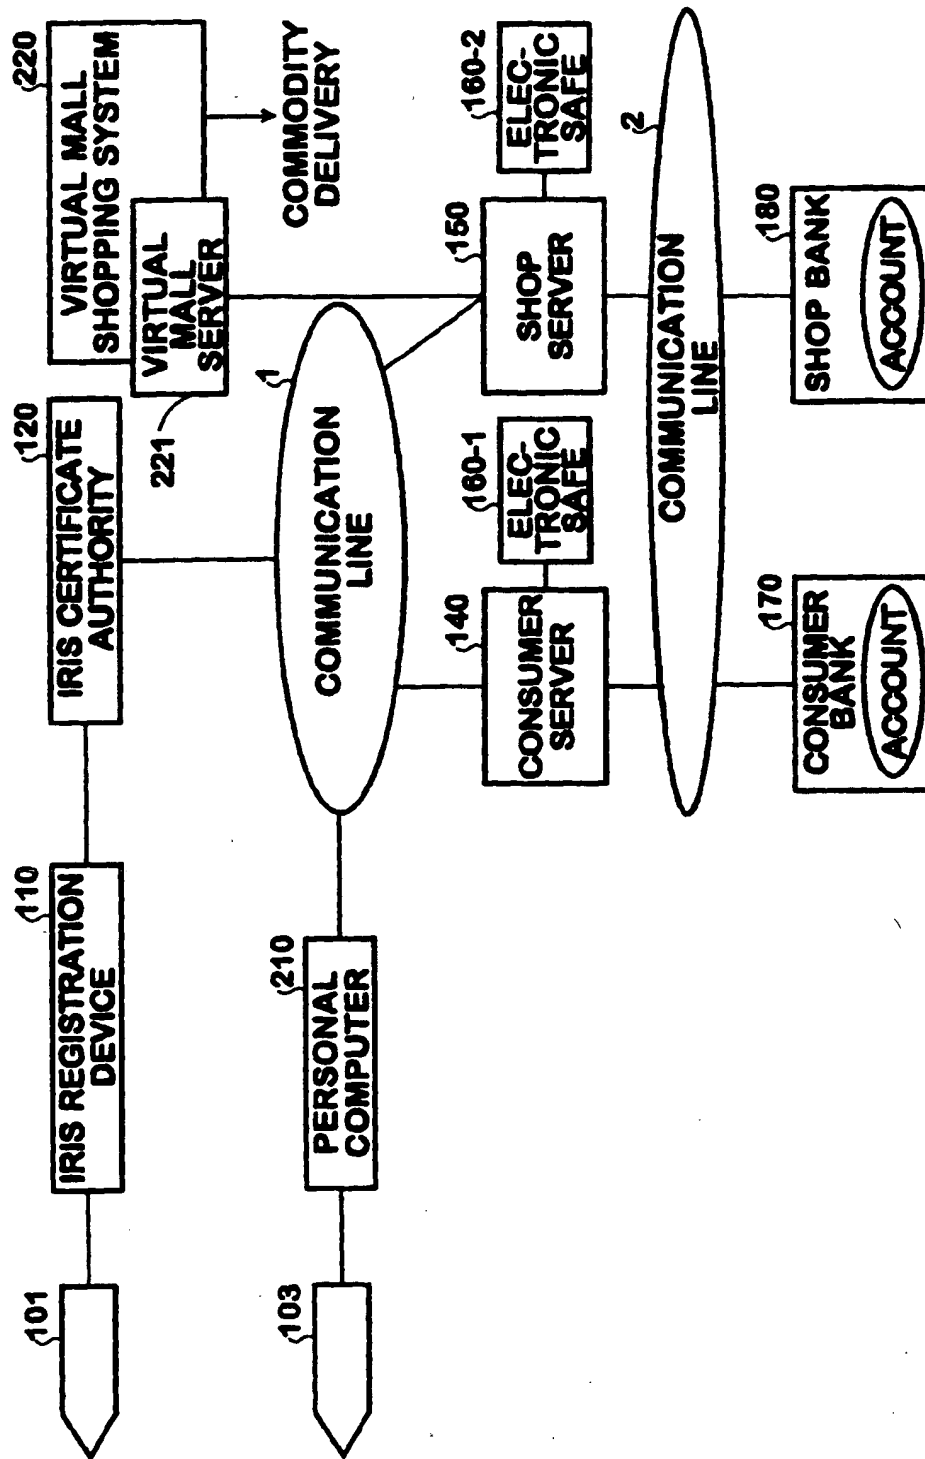 101
110
IRIS REGISTRATION
DEVICE
120
IRIS CERTIFICATE
AUTHORITY
220
VIRTUAL MALL
SHOPPING SYSTEM
VIRTUAL
MALL
SERVER
221
COMMODITY
DELIVERY
103
210
PERSONAL
COMPUTER
1
COMMUNICATION
LINE
140
CONSUMER
SERVER
160-1
ELEC-
TRONIC
SAFE
150
SHOP
SERVER
160-2
ELEC-
TRONIC
SAFE
2
COMMUNICATION
LINE
170
CONSUMER
BANK
ACCOUNT
180
SHOP BANK
ACCOUNT